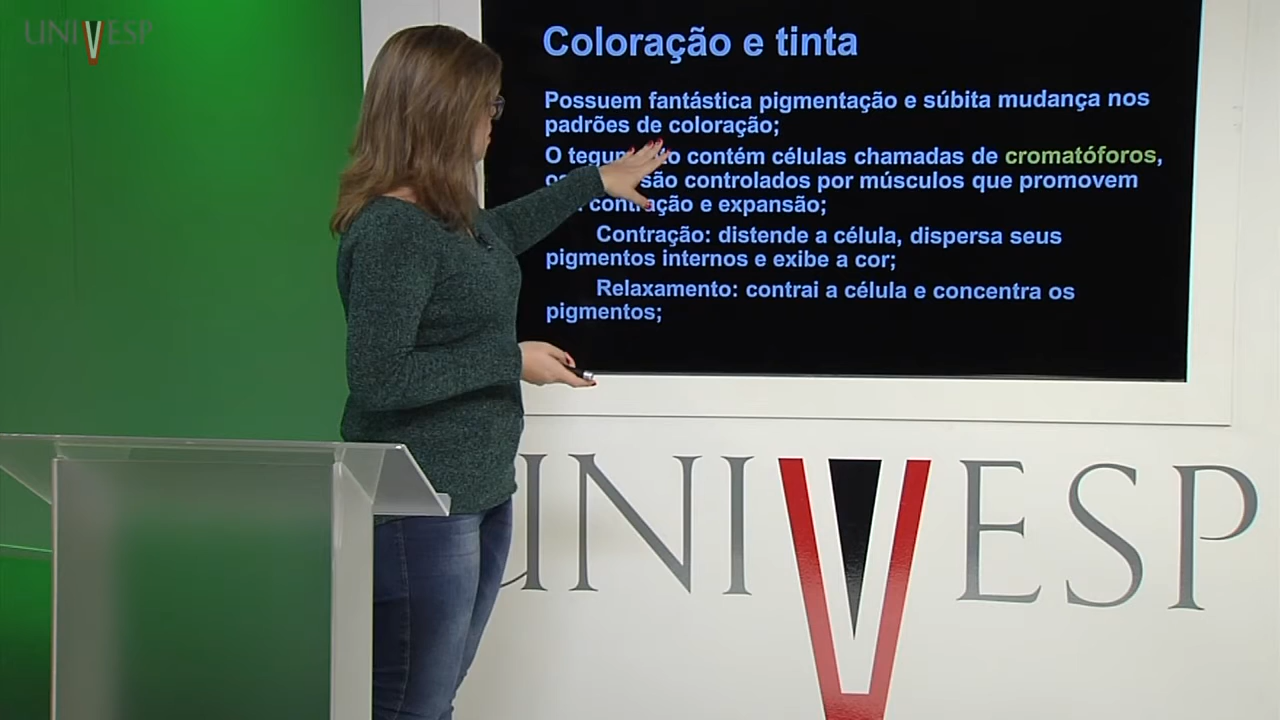 UNIVESP
Coloração e tinta
Possuem fantástica pigmentação e súbita mudança nos
padrões de coloração;
O contém células chamadas de cromatóforos,
são controlados por músculos que promovem
contração e expansão;
Contração: distende a célula, dispersa seus
pigmentos internos e exibe a cor;
Relaxamento: contrai a célula e concentra os
pigmentos;
UNIVESP